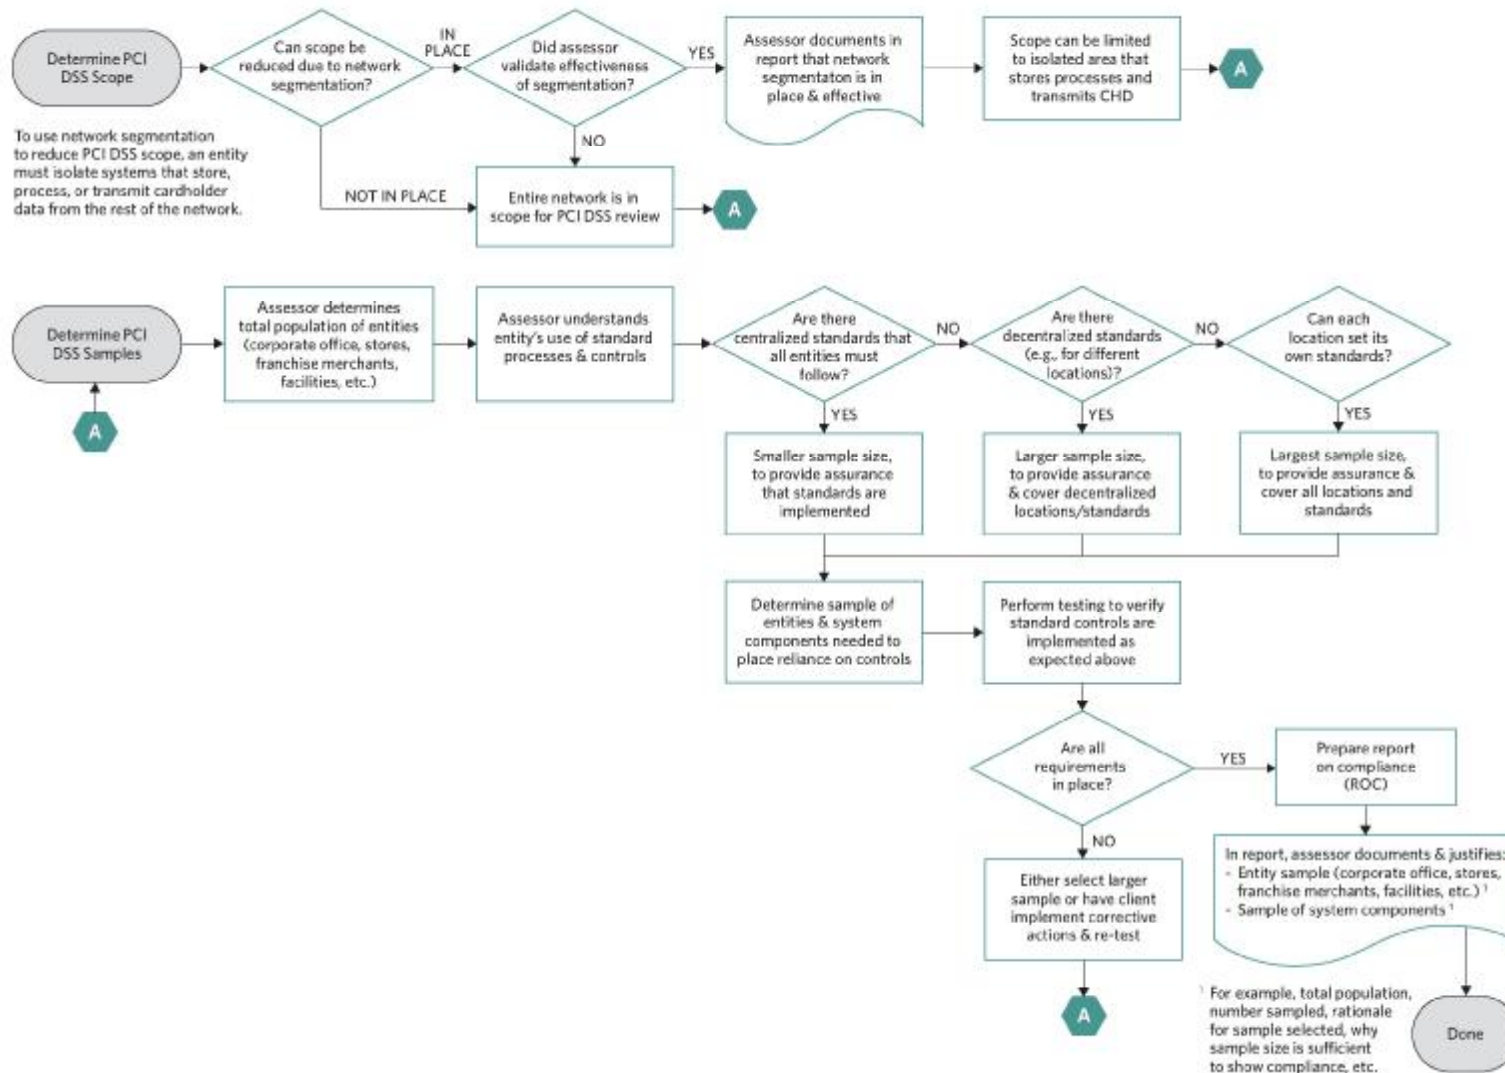 Determine PCI
DSS Scope
Can scope be
reduced due to network
segmentation?
IN
PLACE
Did assessor
validate effectiveness
of segmentation?
YES
Assessor documents in
report that network
segmentaton is in
place & effective
Scope can be limited
to isolated area that
stores processes and
transmits CHD
A
To use network segmentation
to reduce PCI DSS scope, an entity
must isolate systems that store,
process, or transmit cardholder
data from the rest of the network.
NO
NOT IN PLACE
Entire network is in
scope for PCI DSS review
A
Determine PCI
DSS Samples
A
Assessor determines
total population of entities
(corporate office, stores,
franchise merchants,
facilities, etc.)
Assessor understands
entity's use of standard
processes & controls
Are there
centralized standards that
all entities must
follow?
NO
Are there
decentralized standards
(e.g., for different
locations)?
NO
Can each
location set its
own standards?
YES
YES
YES
Smaller sample size,
to provide assurance
that standards are
implemented
Larger sample size,
to provide assurance
& cover decentralized
locations/standards
Largest sample size,
to provide assurance &
cover all locations and
standards
Determine sample of
entities & system
components needed to
place reliance on controls
Perform testing to verify
standard controls are
implemented as
expected above
Are all
requirements
in place?
YES
Prepare report
on compliance
(ROC)
NO
Either select larger
sample or have client
implement corrective
actions & re-test
A
In report, assessor documents & justifies:
- Entity sample (corporate office, stores,
franchise merchants, facilities, etc.) ¹
- Sample of system components ¹
¹ For example, total population,
number sampled, rationale
for sample selected, why
sample size is sufficient
to show compliance, etc.
Done